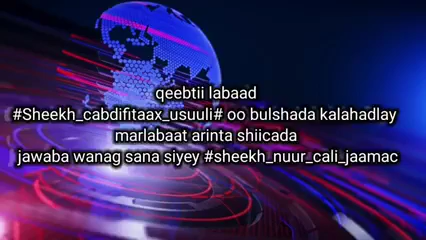 qeebtii labaad
#Sheekh_cabdifitaax_usuuli# oo bulshada kalahadlay
marlabaat arinta shiicada
jawaba wanag sana siyey #sheekh_nuur_cali_jaamac